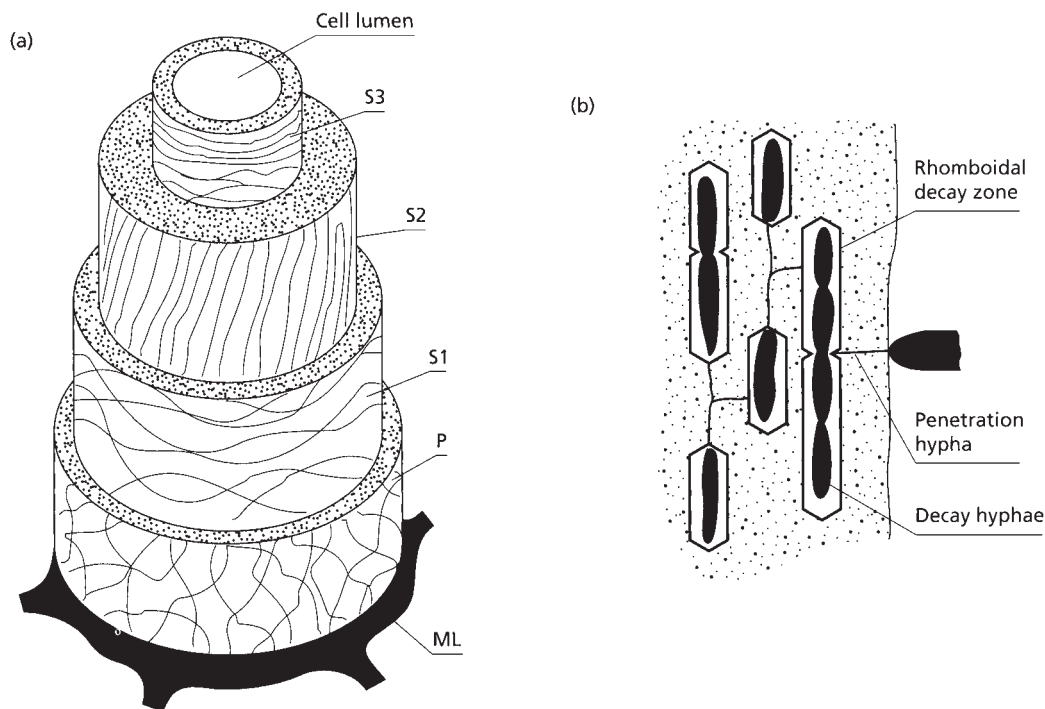 (a)
Cell lumen
S3
S2
S1
P
ML
(b)
Rhomboidal
decay zone
Penetration
hypha
Decay hyphae